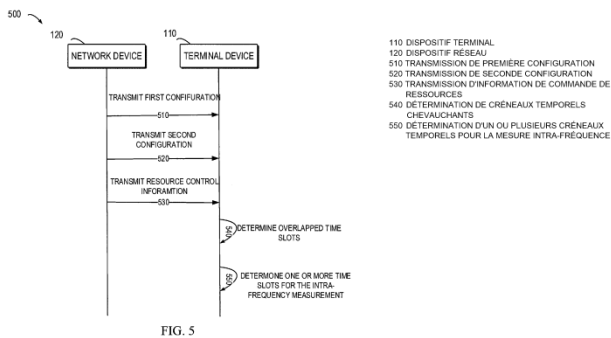 500
120
110
NETWORK DEVICE
TERMINAL DEVICE
TRANSMIT FIRST CONFIFURATION
510
TRANSMIT SECOND
CONFIGURATION
520
TRANSMIT RESOURCE CONTROL
INFORAMTION
530
540
DETERMINE OVERLAPPED TIME
SLOTS
550
DETERMONE ONE OR MORE TIME
SLOTS FOR THE INTRA-
FREQUENCY MEASUREMENT
FIG. 5
110 DISPOSITIF TERMINAL
120 DISPOSITIF RÉSEAU
510 TRANSMISSION DE PREMIÈRE CONFIGURATION
520 TRANSMISSION DE SECONDE CONFIGURATION
530 TRANSMISSION D'INFORMATION DE COMMANDE DE
RESSOURCES
540 DÉTERMINATION DE CRÉNEAUX TEMPORELS
CHEVAUCHANTS
550 DÉTERMINATION D'UN OU PLUSIEURS CRÉNEAUX
TEMPORELS POUR LA MESURE INTRA-FRÉQUENCE